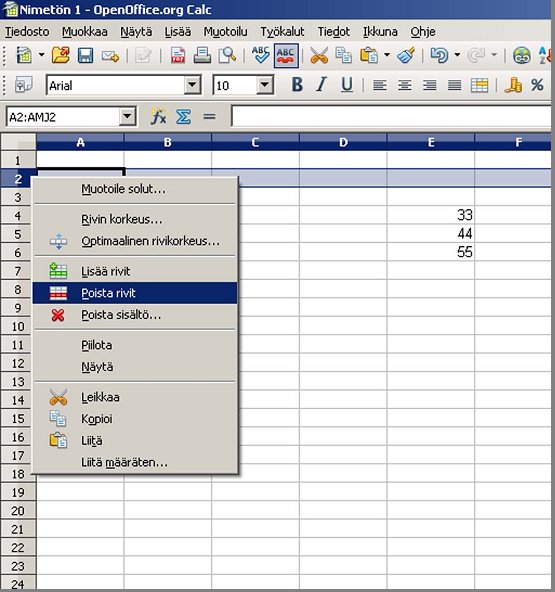 Nimetön 1 - OpenOffice.org Calc
Tiedosto Muokkaa Näytä Lisää Muotoilu Työkalut Tiedot Ikkuna Ohje
ABC ABC A Z
Arial 10 B I U %
A2:AMJ2 fx Σ =
A B C D E F
1
2
Muotoile solut...
3
4 Rivin korkeus... 33
5 Optimaalinen rivikorkeus... 44
6 55
7 Lisää rivit
8 Poista rivit
9 Poista sisältö...
10
11 Piilota
12 Näytä
13
14 Leikkaa
15 Kopioi
16 Liitä
17 Liitä määräten...
18
19
20
21
22
23
24